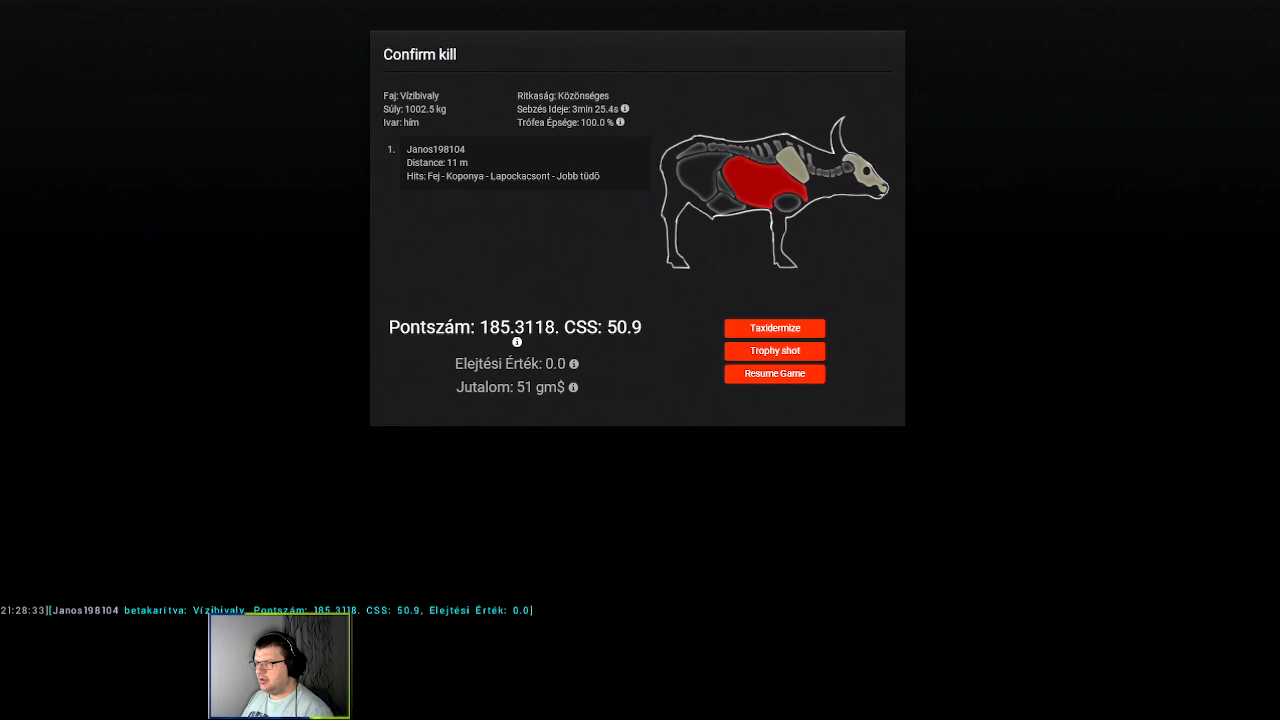 Confirm kill
Faj: Vízibivaly
Súly: 1002.5 kg
Ivar: hím
Ritkaság: Közönséges
Sebzés Ideje: 3min 25.4s
Trófea Épsége: 100.0 %
1. Janos198104
Distance: 11 m
Hits: Fej - Koponya - Lapockacsont - Jobb tüdő
Pontszám: 185.3118. CSS: 50.9
Elejtési Érték: 0.0
Jutalom: 51 gm$
Taxidermize
Trophy shot
Resume Game
21:28:33][Janos198104 betakarítva: Vízibivaly, Pontszám: 185.3118. CSS: 50.9, Elejtési Érték: 0.0]